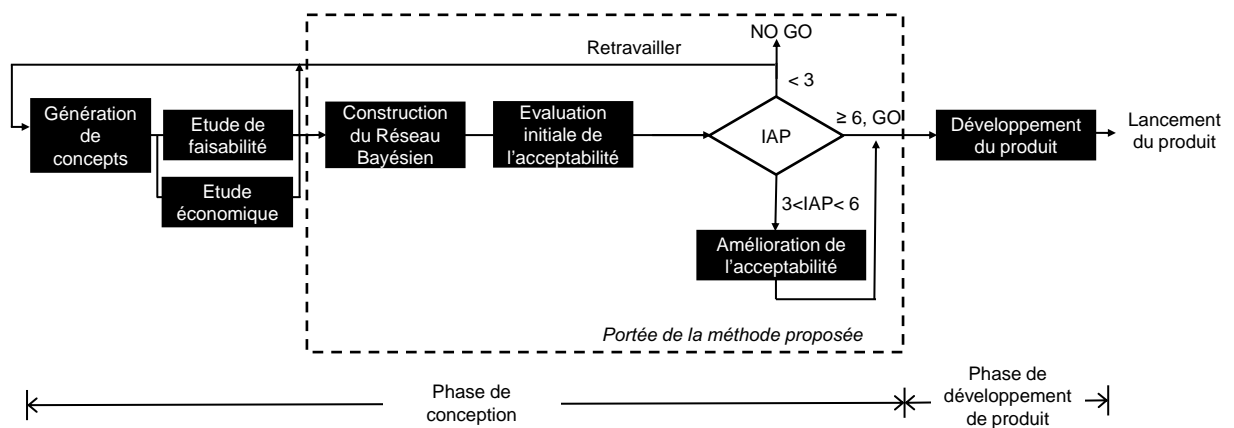 NO GO
Retravailler
< 3
Génération
de
concepts
Etude de
faisabilité
Etude
économique
Construction
du Réseau
Bayésien
Evaluation
initiale de
l'acceptabilité
IAP
≥ 6, GO
Développement
du produit
Lancement
du produit
3<IAP< 6
Amélioration de
l'acceptabilité
Portée de la méthode proposée
Phase de
conception
Phase de
développement
de produit